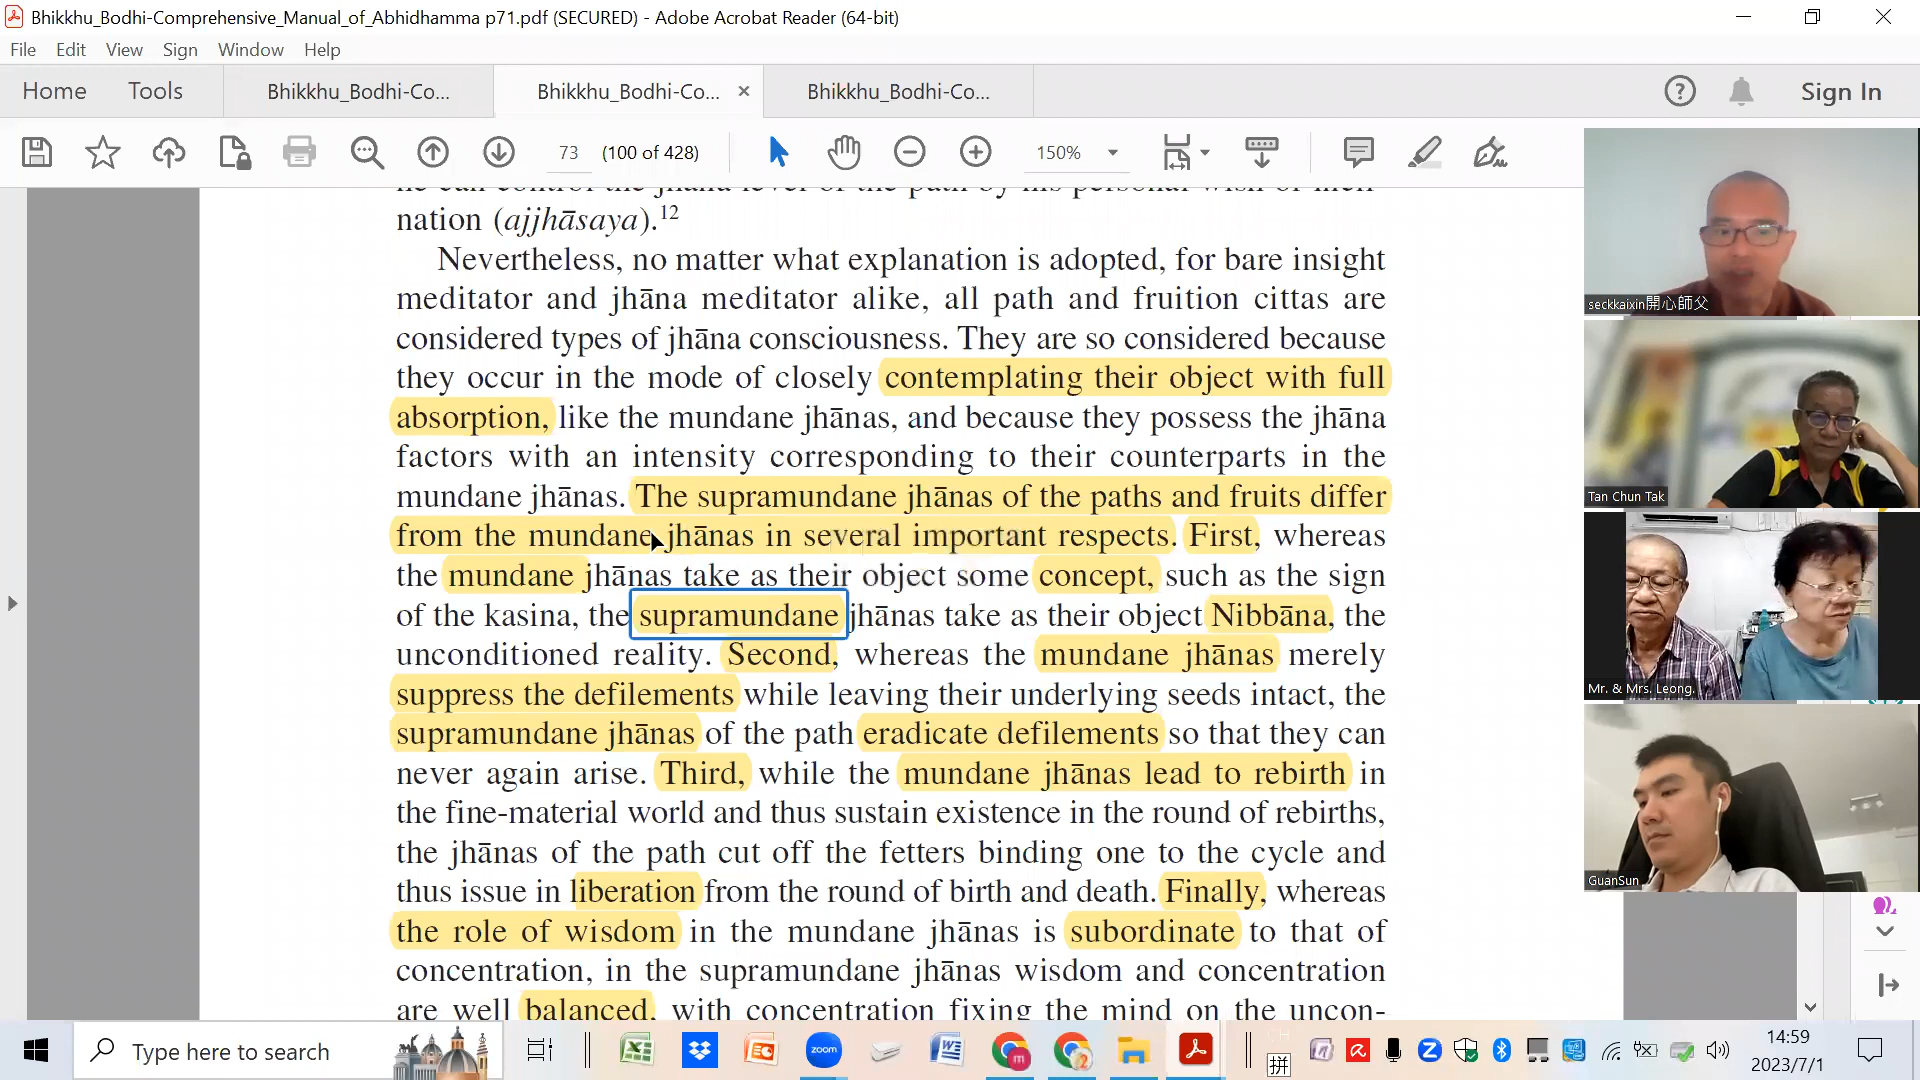 Bhikkhu_Bodhi-Comprehensive_Manual_of_Abhidhamma p71.pdf (SECURED) - Adobe Acrobat Reader (64-bit)
File Edit View Sign Window Help
Home Tools Bhikkhu_Bodhi-Co... Bhikkhu_Bodhi-Co... Bhikkhu_Bodhi-Co... Sign In
73 (100 of 428) 150%
nation (ajjhāsaya).12
Nevertheless, no matter what explanation is adopted, for bare insight
meditator and jhāna meditator alike, all path and fruition cittas are
considered types of jhāna consciousness. They are so considered because
they occur in the mode of closely contemplating their object with full
absorption, like the mundane jhānas, and because they possess the jhāna
factors with an intensity corresponding to their counterparts in the
mundane jhānas. The supramundane jhānas of the paths and fruits differ
from the mundane jhānas in several important respects. First, whereas
the mundane jhānas take as their object some concept, such as the sign
of the kasina, the supramundane jhānas take as their object Nibbāna, the
unconditioned reality. Second, whereas the mundane jhānas merely
suppress the defilements while leaving their underlying seeds intact, the
supramundane jhānas of the path eradicate defilements so that they can
never again arise. Third, while the mundane jhānas lead to rebirth in
the fine-material world and thus sustain existence in the round of rebirths,
the jhānas of the path cut off the fetters binding one to the cycle and
thus issue in liberation from the round of birth and death. Finally, whereas
the role of wisdom in the mundane jhānas is subordinate to that of
concentration, in the supramundane jhānas wisdom and concentration
are well balanced, with concentration fixing the mind on the uncon-
seckkaixin開心師父
Tan Chun Tak
Mr. & Mrs. Leong.
GuanSun
Type here to search
zoom
拼
14:59
2023/7/1